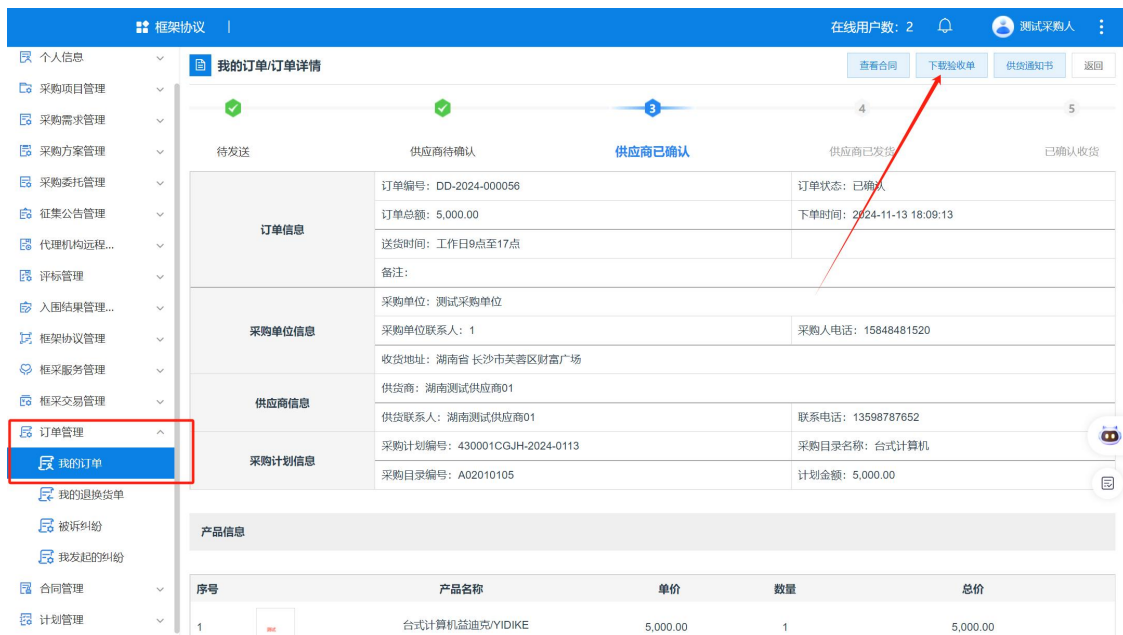 框架协议 | 在线用户数：2 测试采购人
个人信息
采购项目管理
采购需求管理
采购方案管理
采购委托管理
征集公告管理
代理机构远程...
评标管理
入围结果管理...
框架协议管理
框采服务管理
框采交易管理
订单管理
我的订单
我的退换货单
被诉纠纷
我发起的纠纷
合同管理
计划管理
我的订单/订单详情 查看合同 下载验收单 供货通知书 返回
3 4 5
待发送 供应商待确认 供应商已确认 供应商已发货 已确认收货
订单信息
订单编号：DD-2024-000056 订单状态：已确认
订单总额：5,000.00 下单时间：2024-11-13 18:09:13
送货时间：工作日9点至17点
备注：
采购单位信息
采购单位：测试采购单位
采购单位联系人：1 采购人电话：15848481520
收货地址：湖南省 长沙市芙蓉区财富广场
供应商信息
供货商：湖南测试供应商01
供货联系人：湖南测试供应商01 联系电话：13598787652
采购计划信息
采购计划编号：430001CGJH-2024-0113 采购目录名称：台式计算机
采购目录编号：A02010105 计划金额：5,000.00
产品信息
序号 产品名称 单价 数量 总价
1 测试 台式计算机益迪克/YIDIKE 5,000.00 1 5,000.00